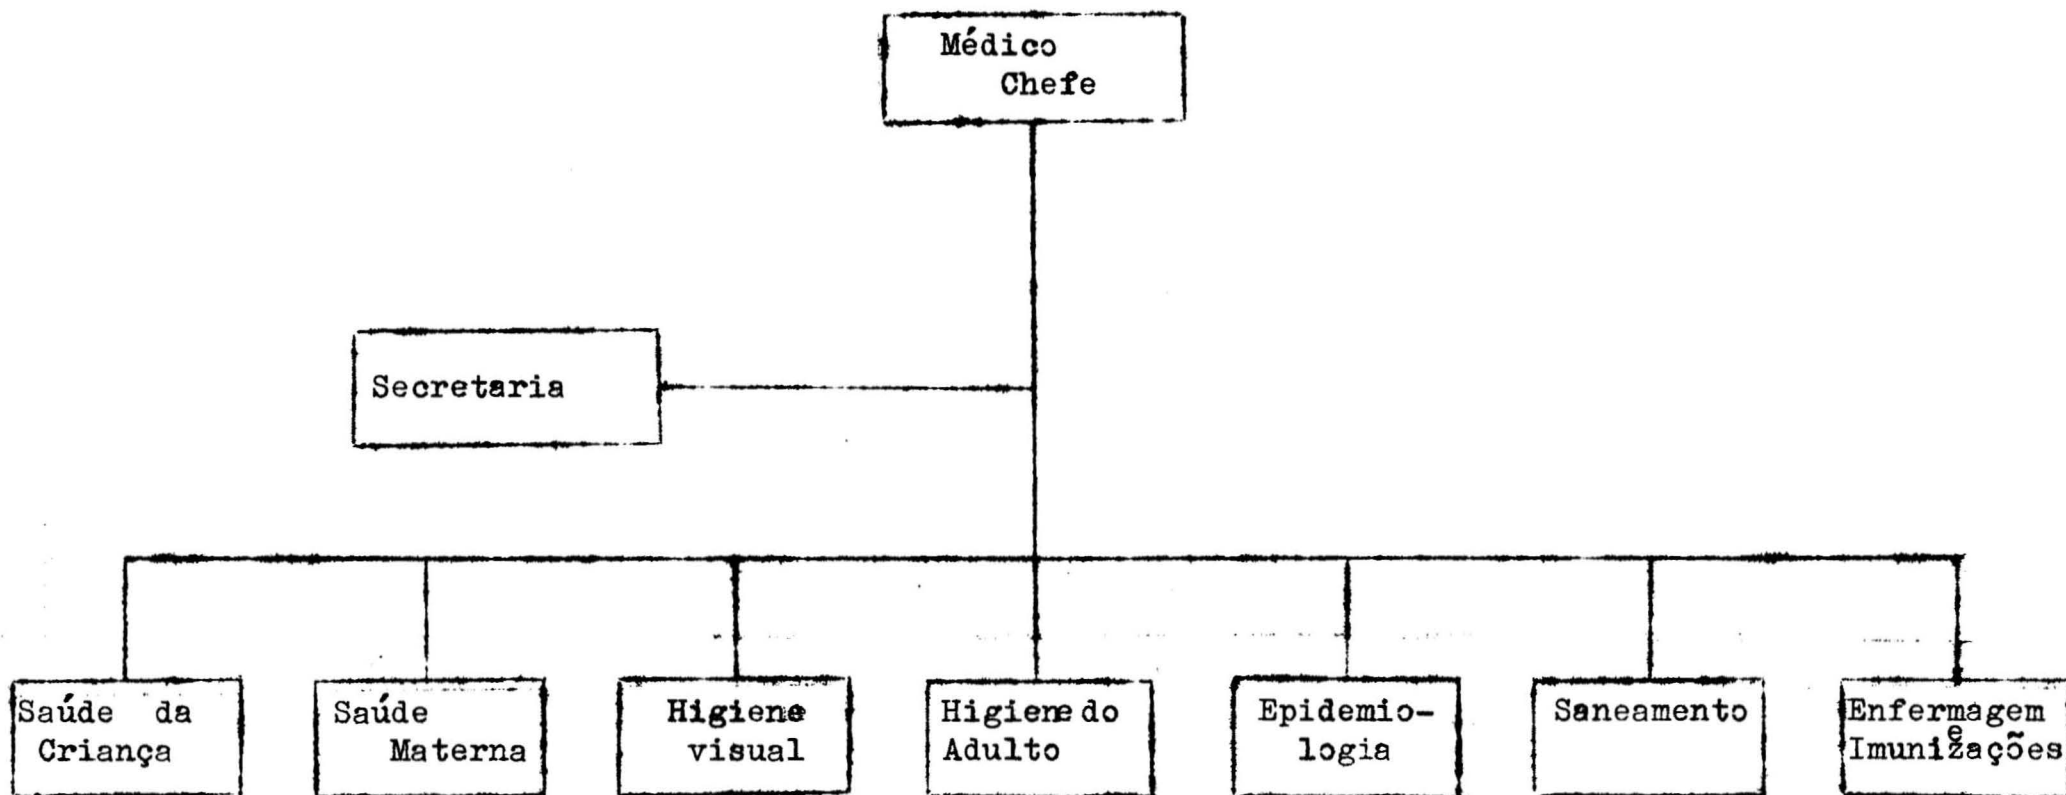 Médico
Chefe
Secretaria
Saúde da
Criança
Saúde
Materna
Higiene
visual
Higiene do
Adulto
Epidemio-
logia
Saneamento
Enfermagem
e
Imunizações